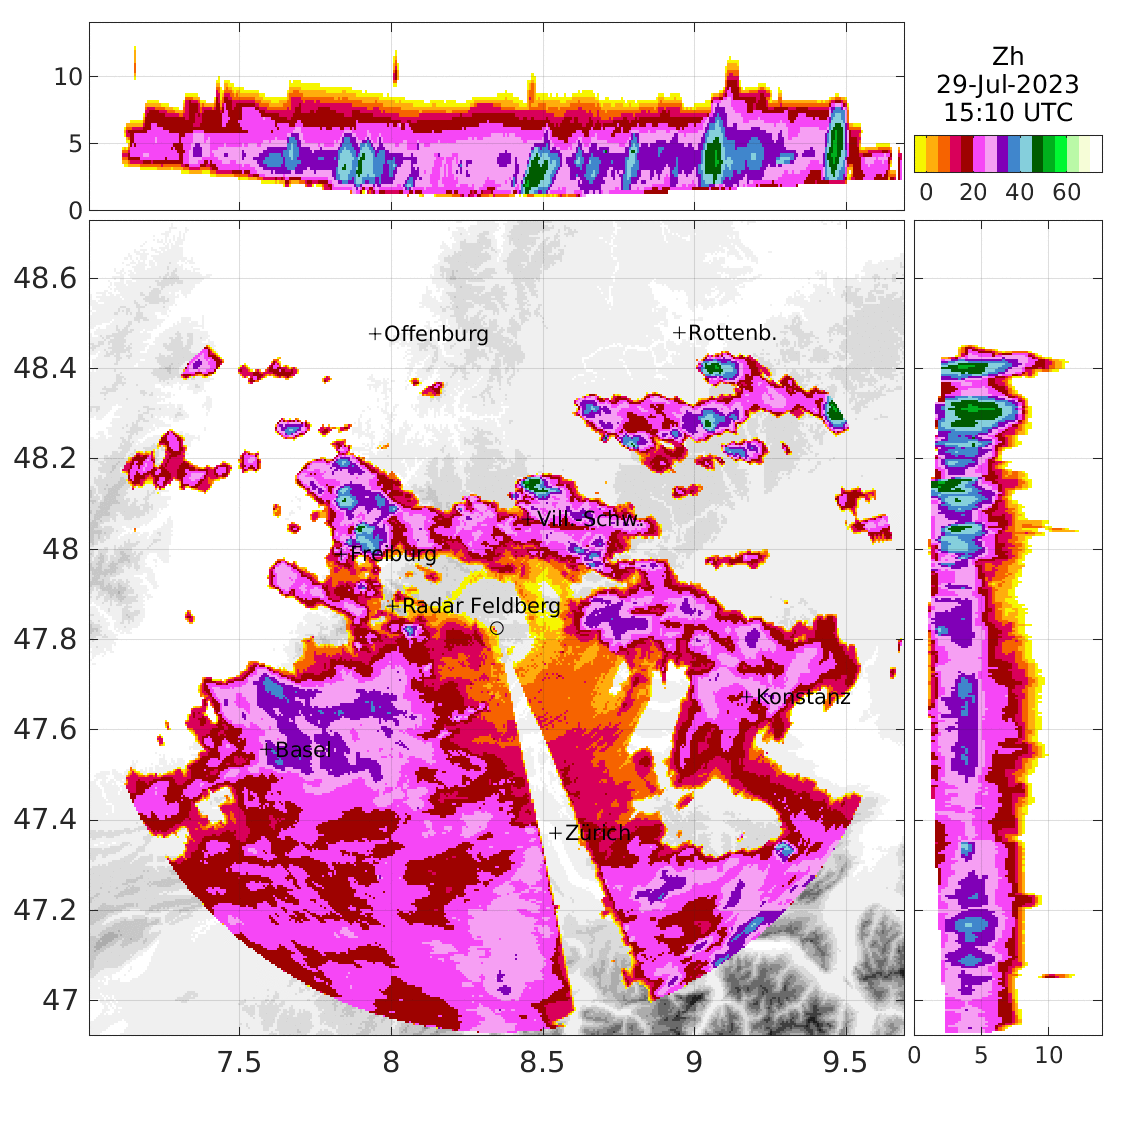 10
5
0
Zh
29-Jul-2023
15:10 UTC
0 20 40 60
48.6
48.4
48.2
48
47.8
47.6
47.4
47.2
47
+Offenburg
+Rottenb.
+Vill.-Schw.
+Freiburg
+Radar Feldberg
+Konstanz
+Basel
+Zürich
7.5 8 8.5 9 9.5
0 5 10